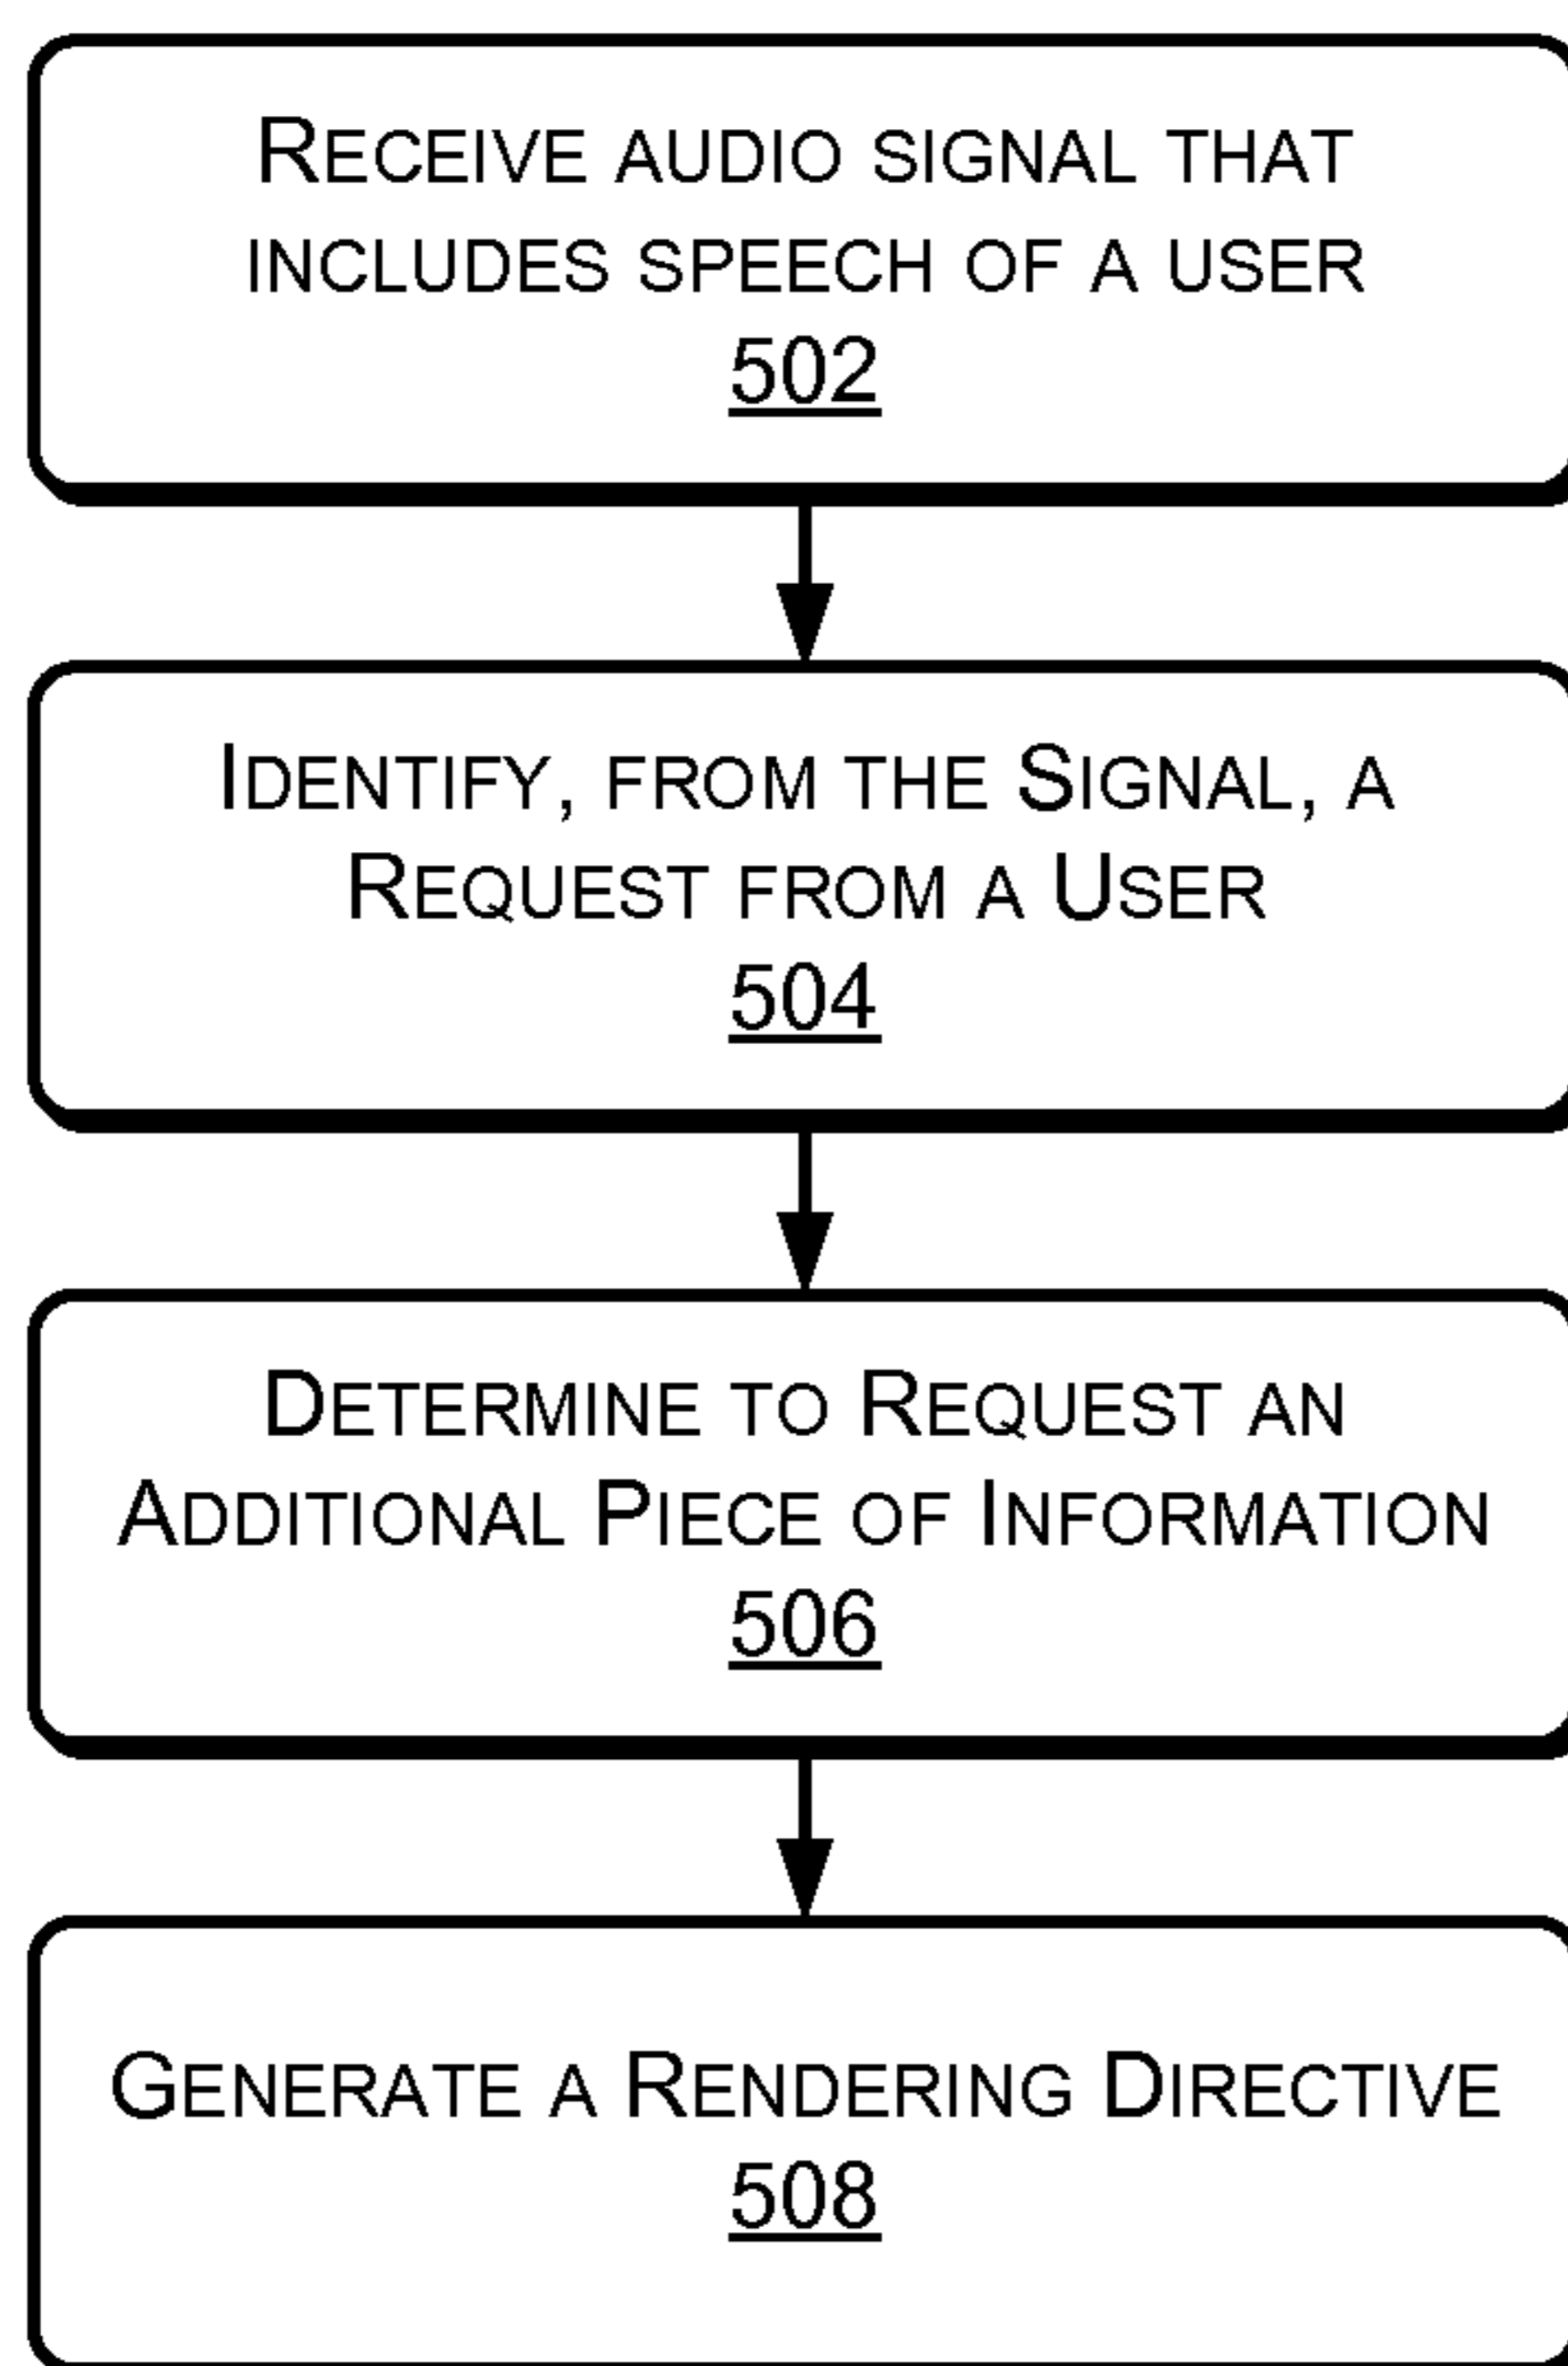 RECEIVE AUDIO SIGNAL THAT
INCLUDES SPEECH OF A USER
502
IDENTIFY, FROM THE SIGNAL, A
REQUEST FROM A USER
504
DETERMINE TO REQUEST AN
ADDITIONAL PIECE OF INFORMATION
506
GENERATE A RENDERING DIRECTIVE
508